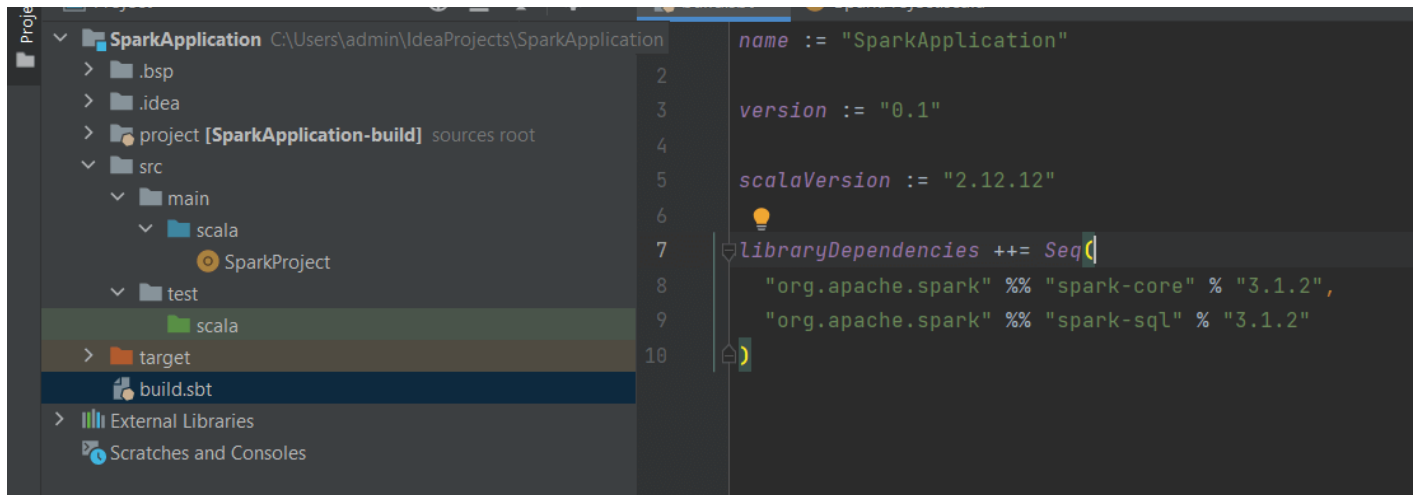 SparkApplication C:\Users\admin\IdeaProjects\SparkApplication
.bsp
.idea
project [SparkApplication-build] sources root
src
main
scala
SparkProject
test
scala
target
build.sbt
External Libraries
Scratches and Consoles
name := "SparkApplication"
2
3 version := "0.1"
4
5 scalaVersion := "2.12.12"
6
7 libraryDependencies ++= Seq(
8 "org.apache.spark" %% "spark-core" % "3.1.2",
9 "org.apache.spark" %% "spark-sql" % "3.1.2"
10 )